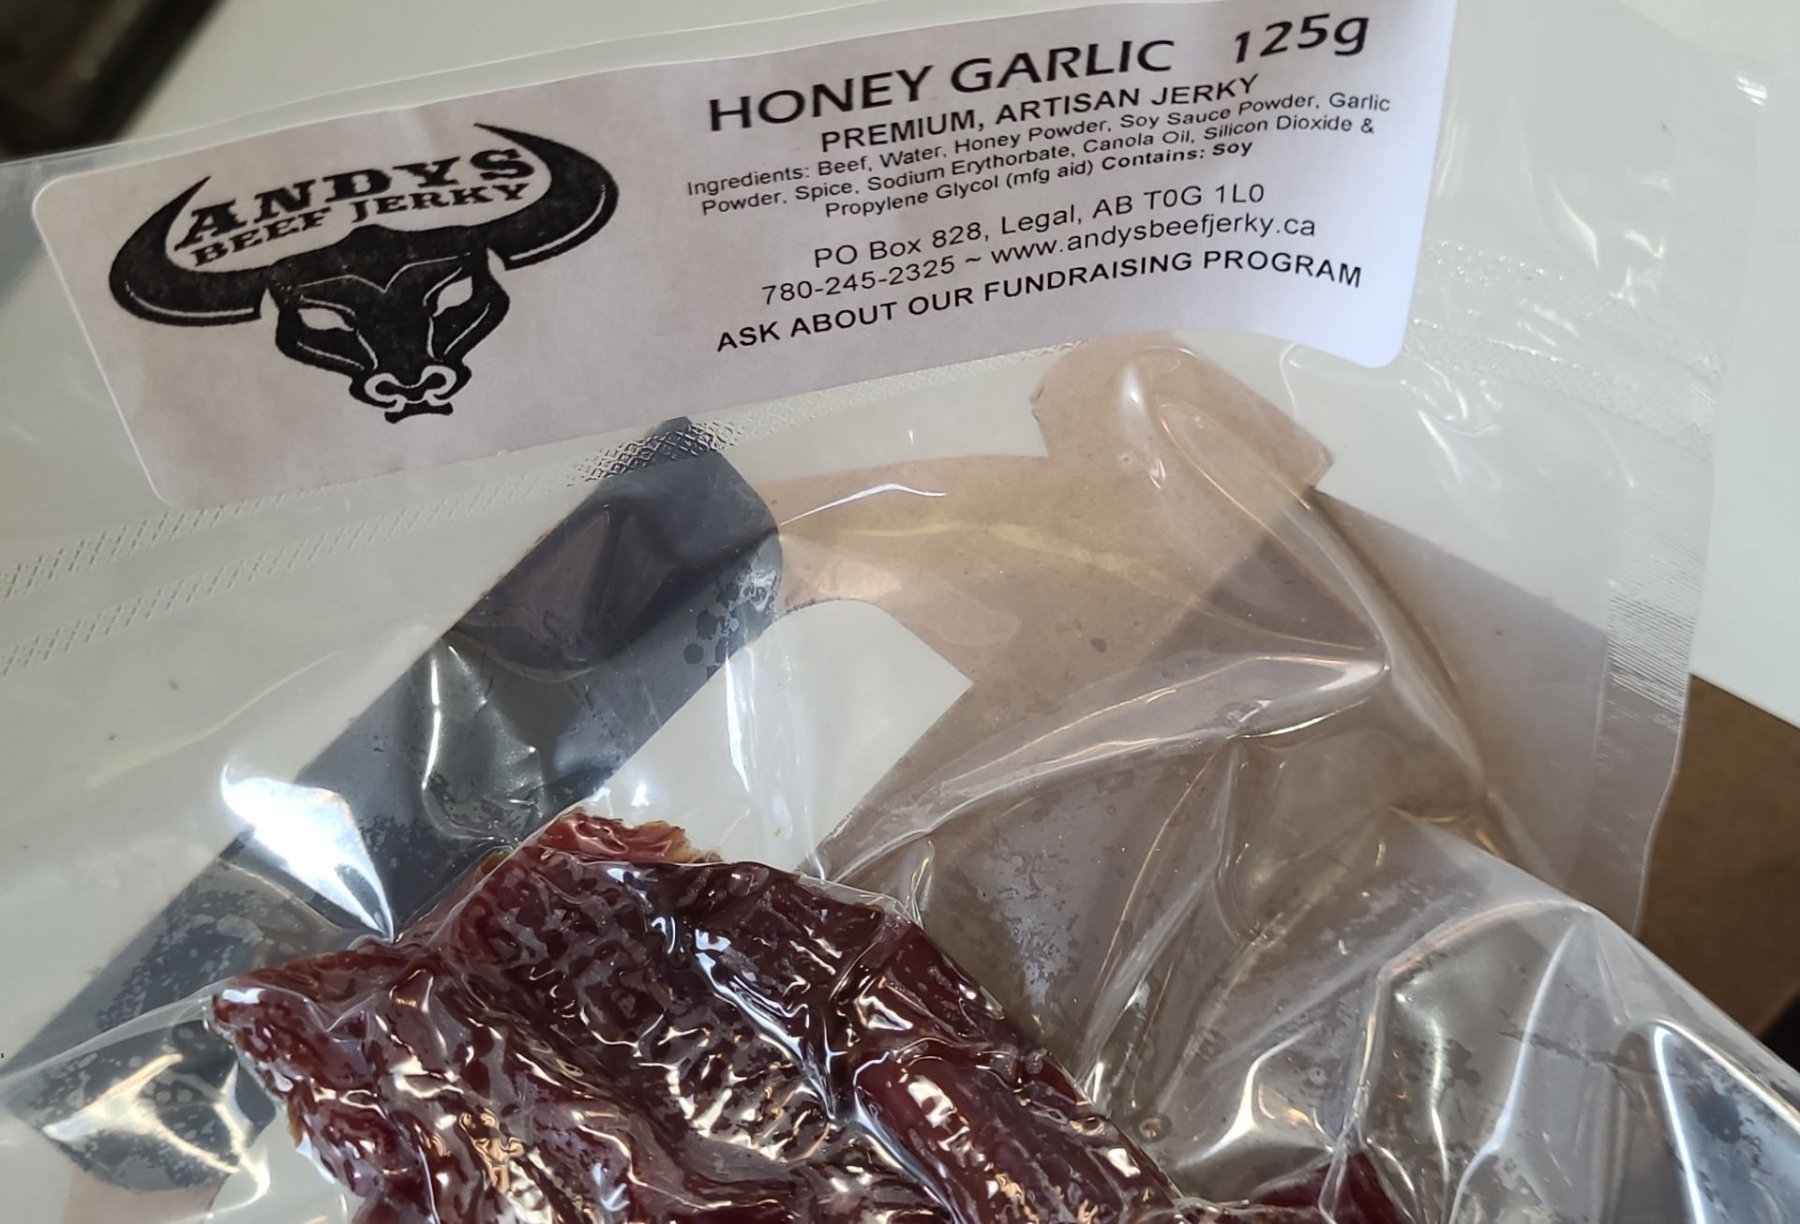 ANDYS
BEEF JERKY
HONEY GARLIC 125g
PREMIUM, ARTISAN JERKY
Ingredients: Beef, Water, Honey Powder, Soy Sauce Powder, Garlic
Powder, Spice, Sodium Erythorbate, Canola Oil, Silicon Dioxide &
Propylene Glycol (mfg aid) Contains: Soy
PO Box 828, Legal, AB T0G 1L0
780-245-2325 ~ www.andysbeefjerky.ca
ASK ABOUT OUR FUNDRAISING PROGRAM